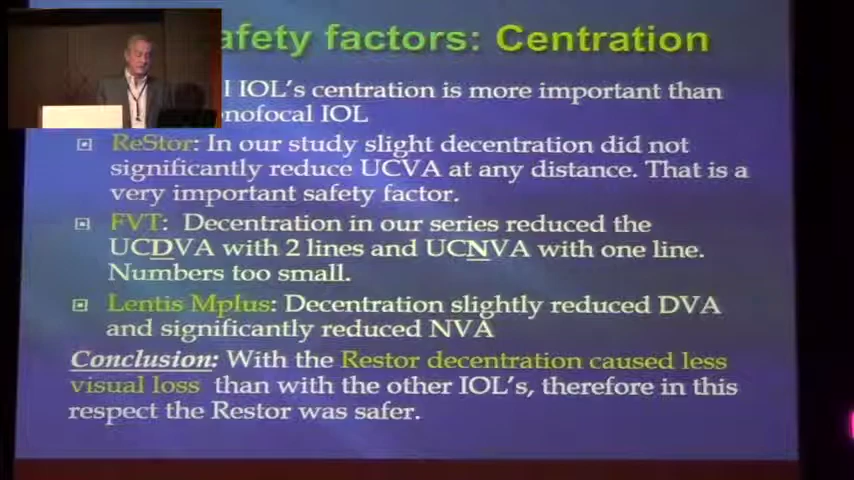 afety factors: Centration
l IOL's centration is more important than
nofocal IOL
ReStor: In our study slight decentration did not
significantly reduce UCVA at any distance. That is a
very important safety factor.
FVT: Decentration in our series reduced the
UCDVA with 2 lines and UCNVA with one line.
Numbers too small.
Lentis Mplus: Decentration slightly reduced DVA
and significantly reduced NVA
Conclusion: With the Restor decentration caused less
visual loss than with the other IOL's, therefore in this
respect the Restor was safer.